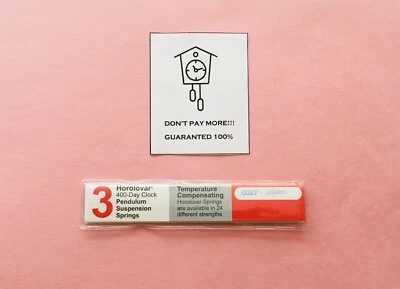 DON'T PAY MORE!!!
GUARANTED 100%
3
Horolovar
400-Day Clock
Pendulum
Suspension
Springs
Temperature
Compensating
Horolovar Springs
are available in 24
different strengths